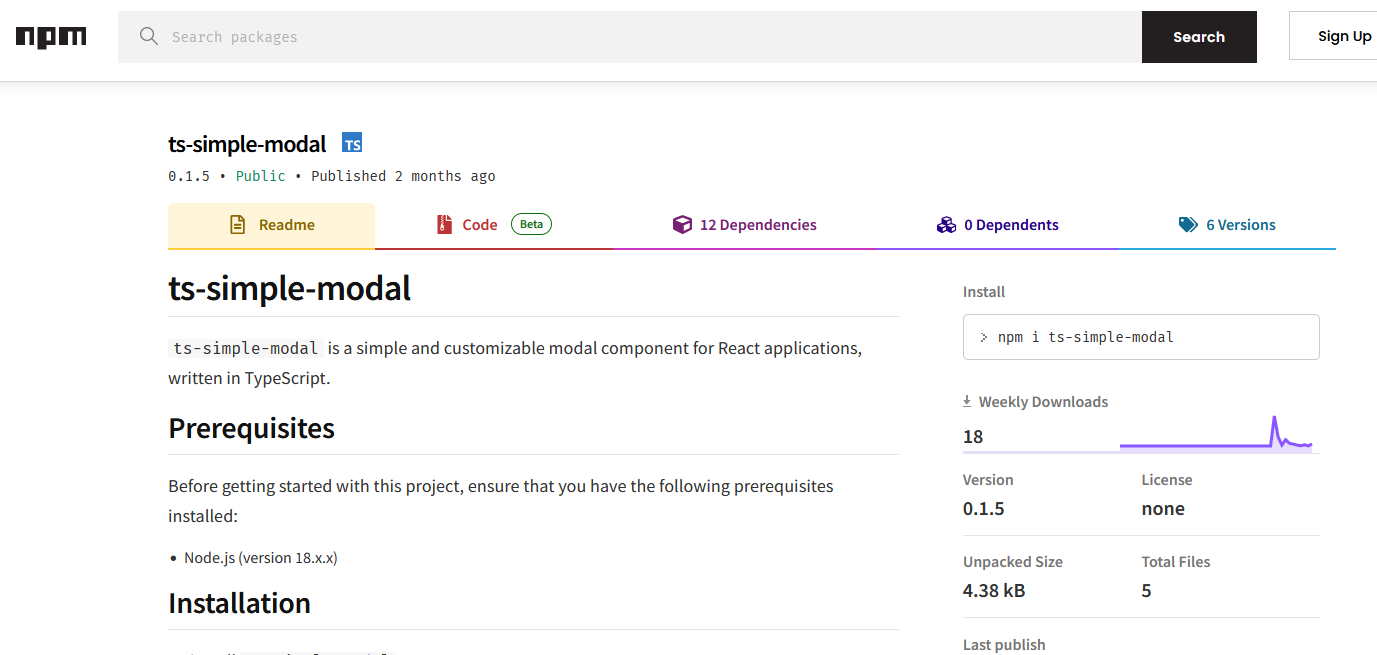 npm
Search packages
Search
Sign Up
ts-simple-modal TS
0.1.5 • Public • Published 2 months ago
Readme
Code Beta
12 Dependencies
0 Dependents
6 Versions
ts-simple-modal
ts-simple-modal is a simple and customizable modal component for React applications,
written in TypeScript.
Prerequisites
Before getting started with this project, ensure that you have the following prerequisites
installed:
• Node.js (version 18.x.x)
Installation
Install
> npm i ts-simple-modal
Weekly Downloads
18
Version
0.1.5
License
none
Unpacked Size
4.38 kB
Total Files
5
Last publish